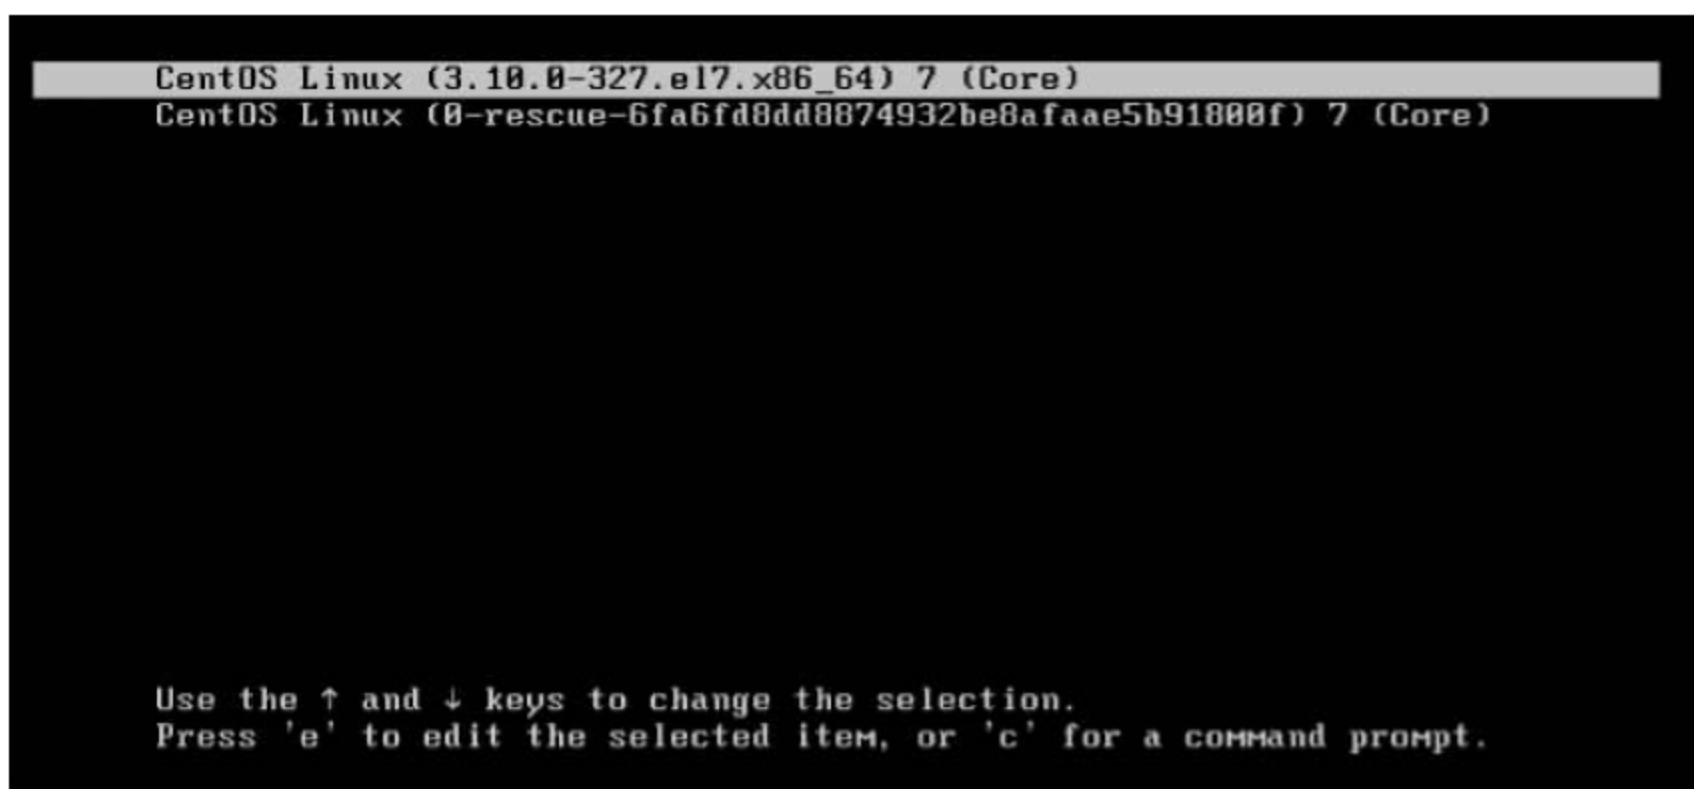 CentOS Linux (3.10.0-327.el7.x86_64) 7 (Core)
CentOS Linux (0-rescue-6fa6fd8dd8874932be8afaae5b91800f) 7 (Core)
Use the ↑ and ↓ keys to change the selection.
Press 'e' to edit the selected item, or 'c' for a command prompt.